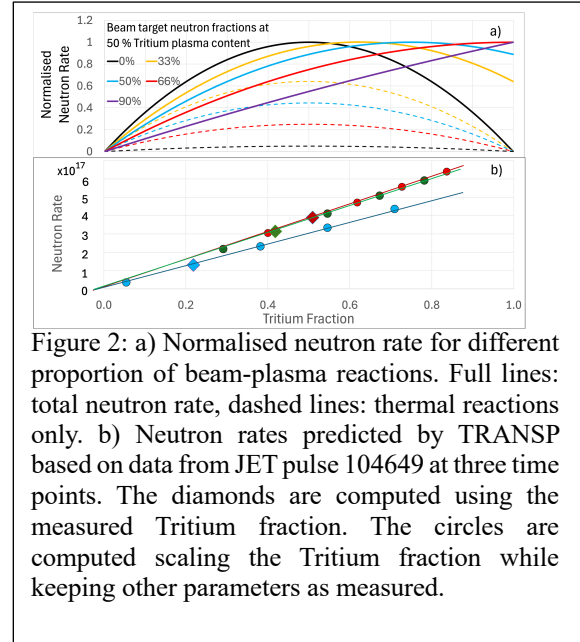 1.2
1
0.8
0.6
0.4
0.2
0
Normalised
Neutron Rate
Beam target neutron fractions at
50 % Tritium plasma content
0% 33%
50% 66%
90%
a)
x10¹⁷
6
5
4
3
2
1
0
Neutron Rate
b)
0.0 0.2 0.4 0.6 0.8 1.0
Tritium Fraction
Figure 2: a) Normalised neutron rate for different
proportion of beam-plasma reactions. Full lines:
total neutron rate, dashed lines: thermal reactions
only. b) Neutron rates predicted by TRANSP
based on data from JET pulse 104649 at three time
points. The diamonds are computed using the
measured Tritium fraction. The circles are
computed scaling the Tritium fraction while
keeping other parameters as measured.